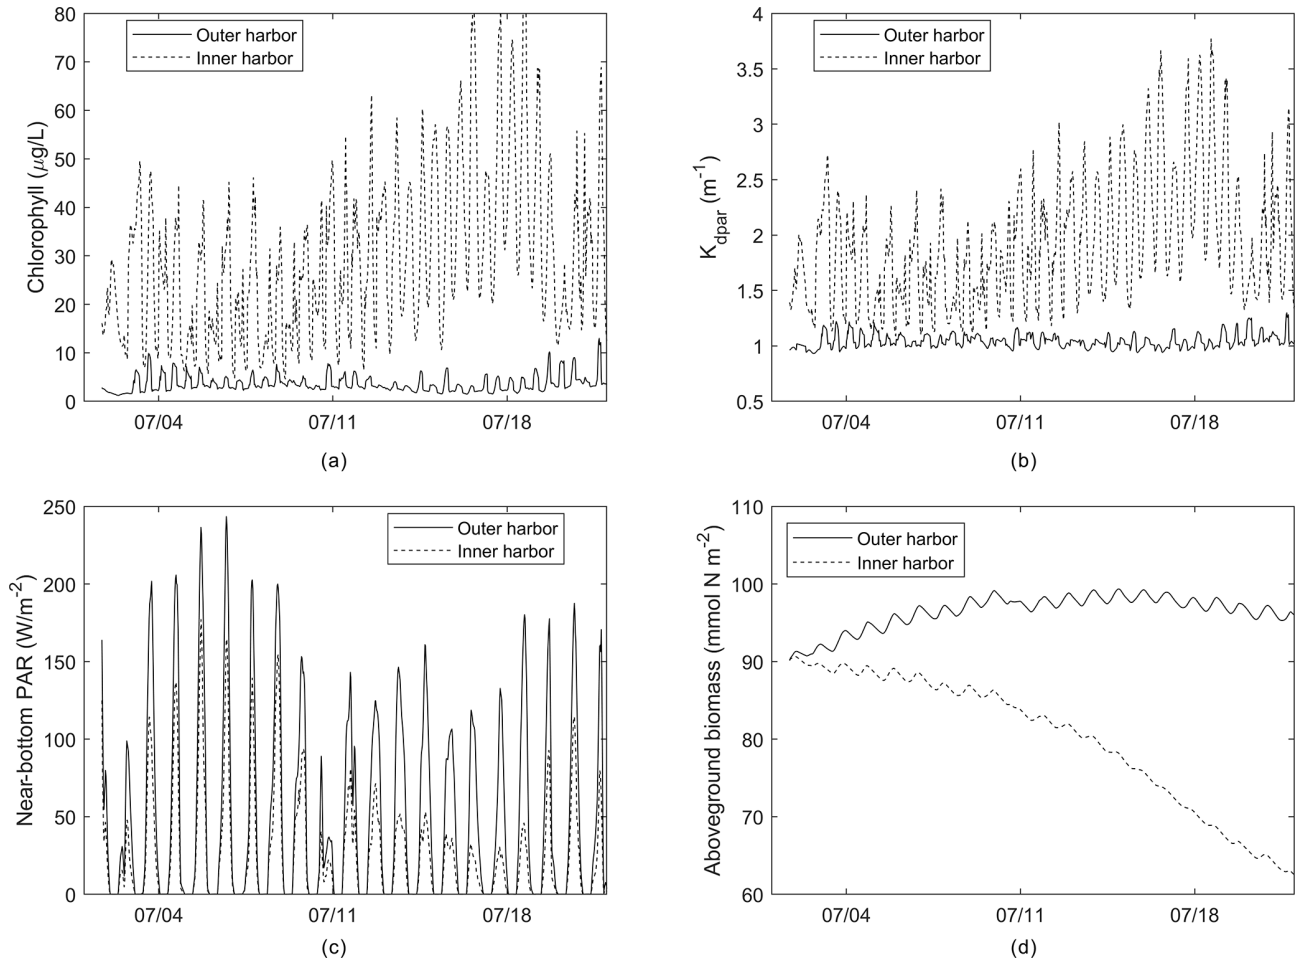 80
70
60
50
40
30
20
10
0
Chlorophyll (μg/L)
Outer harbor
Inner harbor
07/04
07/11
07/18
(a)
4
3.5
3
2.5
2
1.5
1
0.5
K_dpar (m^-1)
Outer harbor
Inner harbor
07/04
07/11
07/18
(b)
250
200
150
100
50
0
Near-bottom PAR (W/m^-2)
Outer harbor
Inner harbor
07/04
07/11
07/18
(c)
110
100
90
80
70
60
Aboveground biomass (mmol N m^-2)
Outer harbor
Inner harbor
07/04
07/11
07/18
(d)